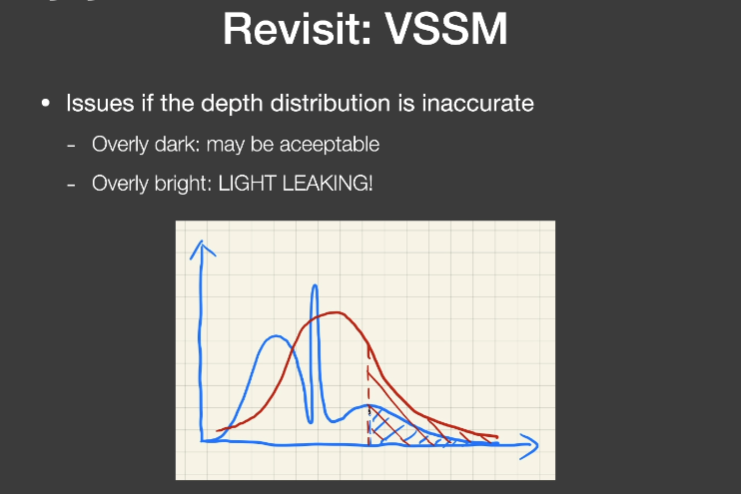 Revisit: VSSM
• Issues if the depth distribution is inaccurate
- Overly dark: may be aceeptable
- Overly bright: LIGHT LEAKING!